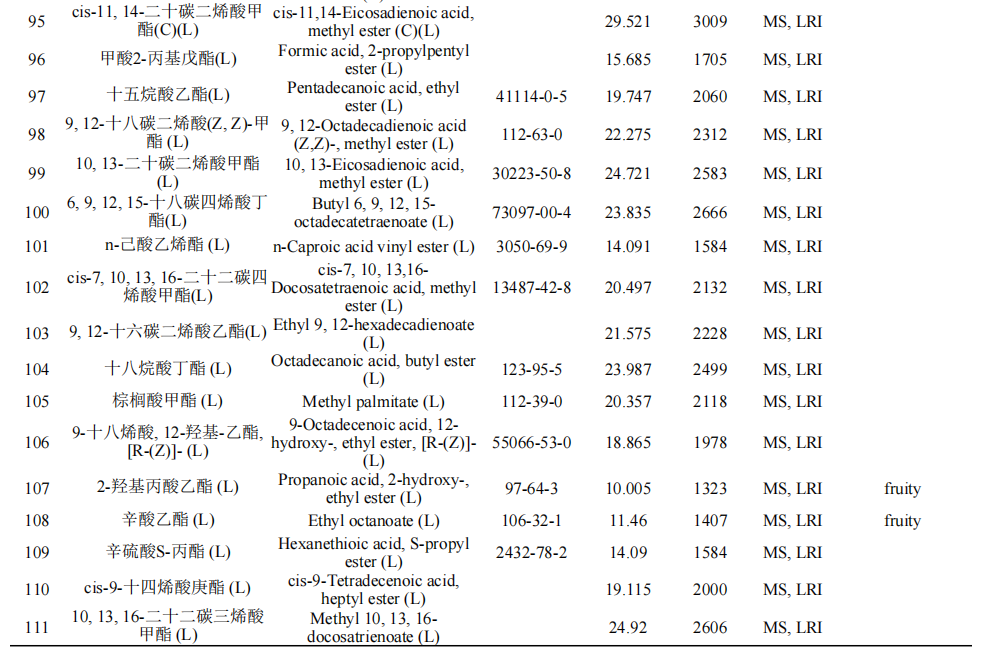 95 cis-11, 14-二十碳二烯酸甲酯(C)(L) cis-11,14-Eicosadienoic acid, methyl ester (C)(L) 29.521 3009 MS, LRI
96 甲酸2-丙基戊酯(L) Formic acid, 2-propylpentyl ester (L) 15.685 1705 MS, LRI
97 十五烷酸乙酯(L) Pentadecanoic acid, ethyl ester (L) 41114-0-5 19.747 2060 MS, LRI
98 9, 12-十八碳二烯酸(Z, Z)-甲酯 (L) 9, 12-Octadecadienoic acid (Z,Z)-, methyl ester (L) 112-63-0 22.275 2312 MS, LRI
99 10, 13-二十碳二烯酸甲酯 (L) 10, 13-Eicosadienoic acid, methyl ester (L) 30223-50-8 24.721 2583 MS, LRI
100 6, 9, 12, 15-十八碳四烯酸丁酯(L) Butyl 6, 9, 12, 15-octadecatetraenoate (L) 73097-00-4 23.835 2666 MS, LRI
101 n-己酸乙烯酯 (L) n-Caproic acid vinyl ester (L) 3050-69-9 14.091 1584 MS, LRI
102 cis-7, 10, 13, 16-二十二碳四烯酸甲酯(L) cis-7, 10, 13,16-Docosatetraenoic acid, methyl ester (L) 13487-42-8 20.497 2132 MS, LRI
103 9, 12-十六碳二烯酸乙酯(L) Ethyl 9, 12-hexadecadienoate (L) 21.575 2228 MS, LRI
104 十八烷酸丁酯 (L) Octadecanoic acid, butyl ester (L) 123-95-5 23.987 2499 MS, LRI
105 棕榈酸甲酯 (L) Methyl palmitate (L) 112-39-0 20.357 2118 MS, LRI
106 9-十八烯酸, 12-羟基-乙酯, [R-(Z)]- (L) 9-Octadecenoic acid, 12-hydroxy-, ethyl ester, [R-(Z)]- (L) 55066-53-0 18.865 1978 MS, LRI
107 2-羟基丙酸乙酯 (L) Propanoic acid, 2-hydroxy-, ethyl ester (L) 97-64-3 10.005 1323 MS, LRI fruity
108 辛酸乙酯 (L) Ethyl octanoate (L) 106-32-1 11.46 1407 MS, LRI fruity
109 辛硫酸S-丙酯 (L) Hexanethioic acid, S-propyl ester (L) 2432-78-2 14.09 1584 MS, LRI
110 cis-9-十四烯酸庚酯 (L) cis-9-Tetradecenoic acid, heptyl ester (L) 19.115 2000 MS, LRI
111 10, 13, 16-二十二碳三烯酸甲酯 (L) Methyl 10, 13, 16-docosatrienoate (L) 24.92 2606 MS, LRI